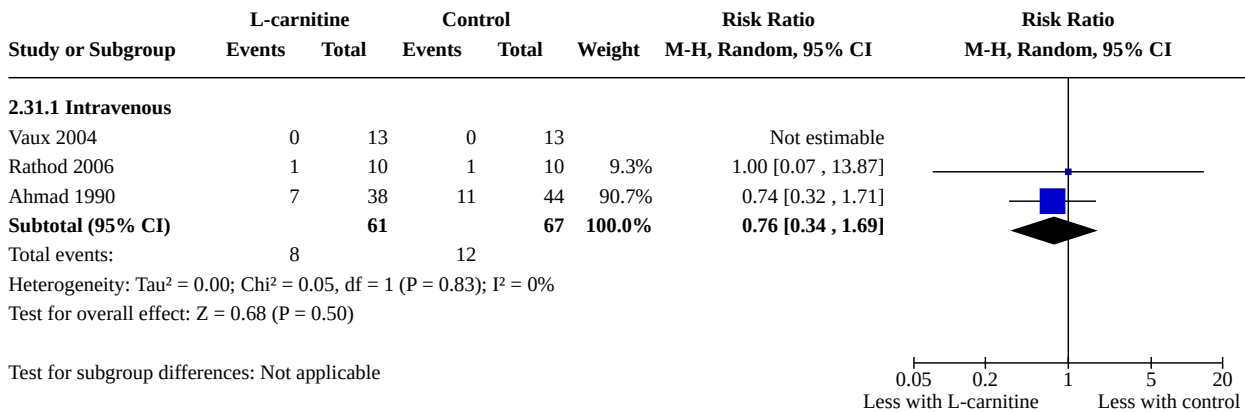 L-carnitine Control Risk Ratio Risk Ratio
Study or Subgroup Events Total Events Total Weight M-H, Random, 95% CI M-H, Random, 95% CI
2.31.1 Intravenous
Vaux 2004 0 13 0 13 Not estimable
Rathod 2006 1 10 1 10 9.3% 1.00 [0.07 , 13.87]
Ahmad 1990 7 38 11 44 90.7% 0.74 [0.32 , 1.71]
Subtotal (95% CI) 61 67 100.0% 0.76 [0.34 , 1.69]
Total events: 8 12
Heterogeneity: Tau² = 0.00; Chi² = 0.05, df = 1 (P = 0.83); I² = 0%
Test for overall effect: Z = 0.68 (P = 0.50)
Test for subgroup differences: Not applicable
0.05 0.2 1 5 20
Less with L-carnitine Less with control